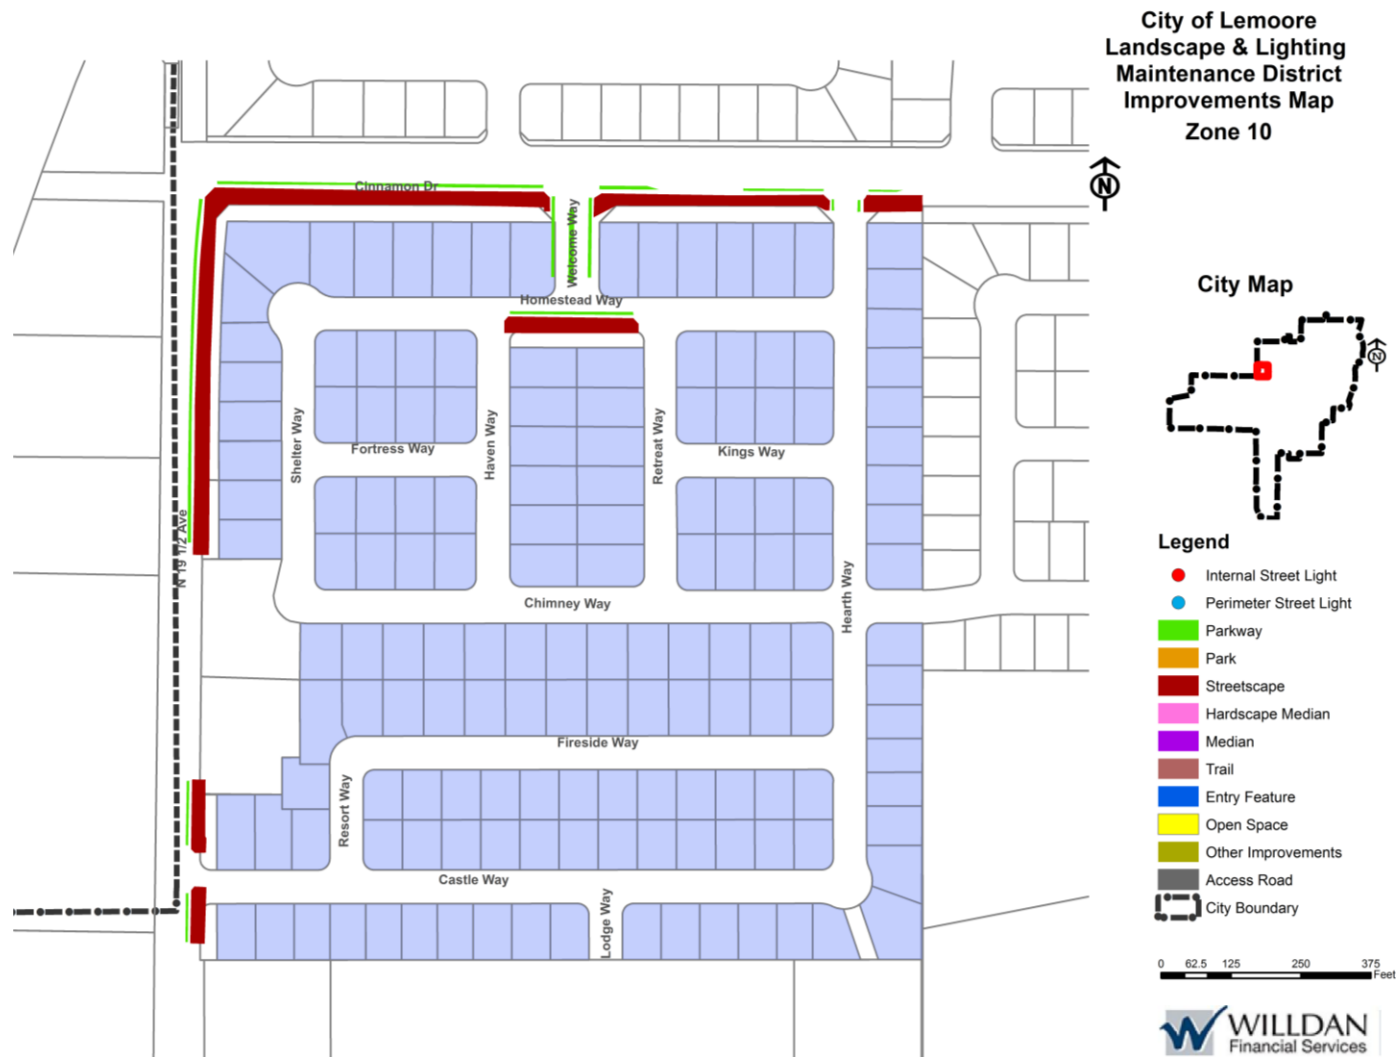 City of Lemoore
Landscape & Lighting
Maintenance District
Improvements Map
Zone 10
N
Cinnamon Dr
Welcome Way
Homestead Way
City Map
N
Shelter Way
Haven Way
Retreat Way
Fortress Way
Kings Way
N 19 1/2 Ave
Hearth Way
Chimney Way
Fireside Way
Resort Way
Castle Way
Lodge Way
Legend
Internal Street Light
Perimeter Street Light
Parkway
Park
Streetscape
Hardscape Median
Median
Trail
Entry Feature
Open Space
Other Improvements
Access Road
City Boundary
0 62.5 125 250 375
Feet
WILLDAN
Financial Services